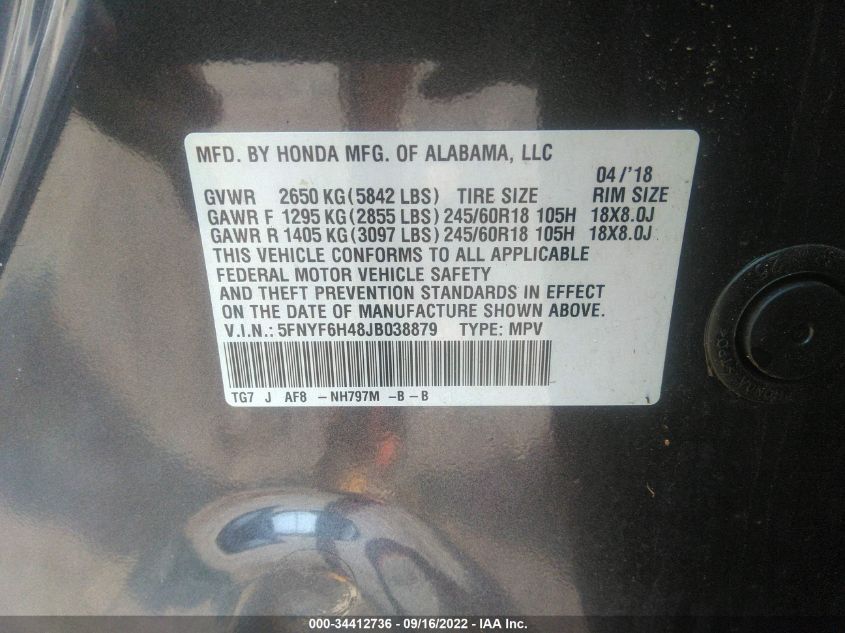 MFD. BY HONDA MFG. OF ALABAMA, LLC
04/'18
GVWR 2650 KG(5842 LBS) TIRE SIZE RIM SIZE
GAWR F 1295 KG(2855 LBS) 245/60R18 105H 18X8.0J
GAWR R 1405 KG(3097 LBS) 245/60R18 105H 18X8.0J
THIS VEHICLE CONFORMS TO ALL APPLICABLE
FEDERAL MOTOR VEHICLE SAFETY
AND THEFT PREVENTION STANDARDS IN EFFECT
ON THE DATE OF MANUFACTURE SHOWN ABOVE.
V.I.N.: 5FNYF6H48JB038879 TYPE: MPV
TG7 J AF8 -NH797M -B - B
000-34412736 - 09/16/2022 - IAA Inc.